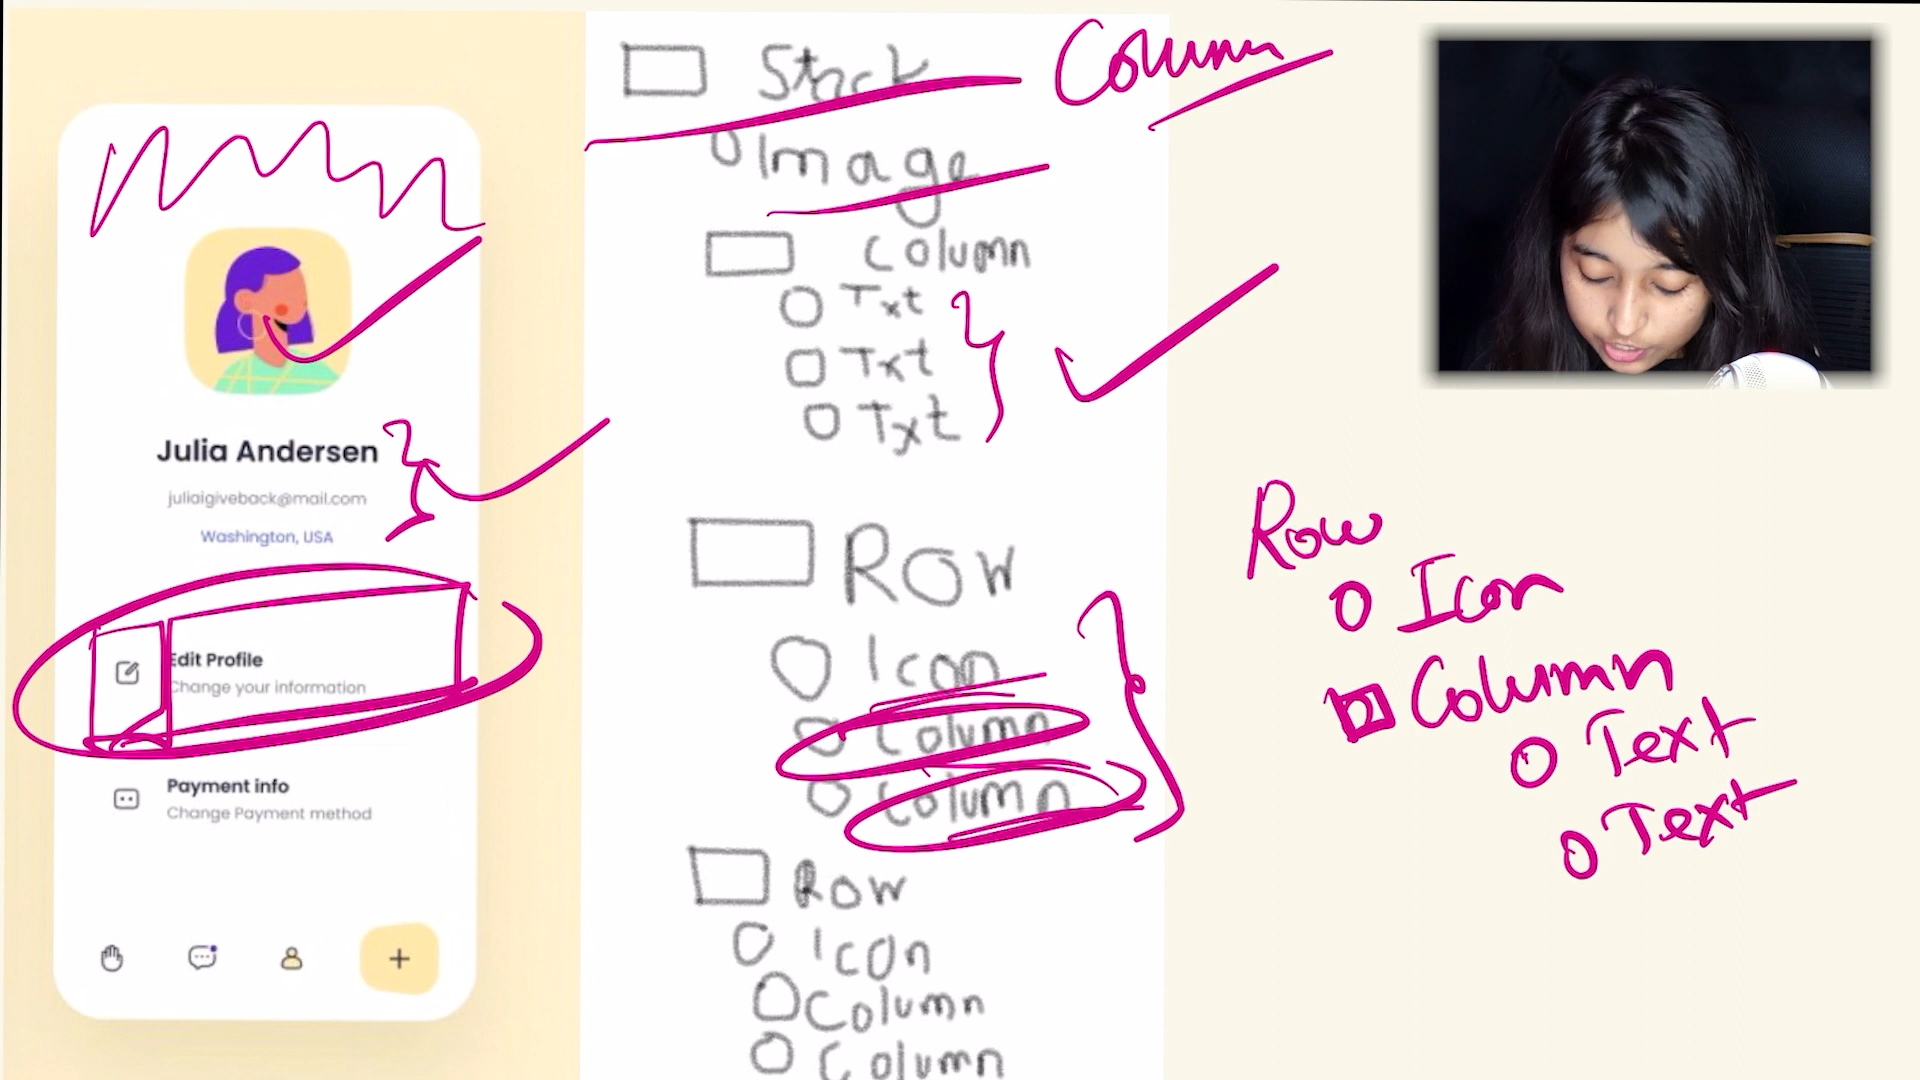 Julia Andersen
juliaigiveback@mail.com
Washington, USA
Edit Profile
Change your information
Payment info
Change Payment method
Stack
Column
Image
Column
Txt
Txt
Txt
Row
Icon
Column
Column
Row
Icon
Column
Column
Row
Icon
Column
Text
Text